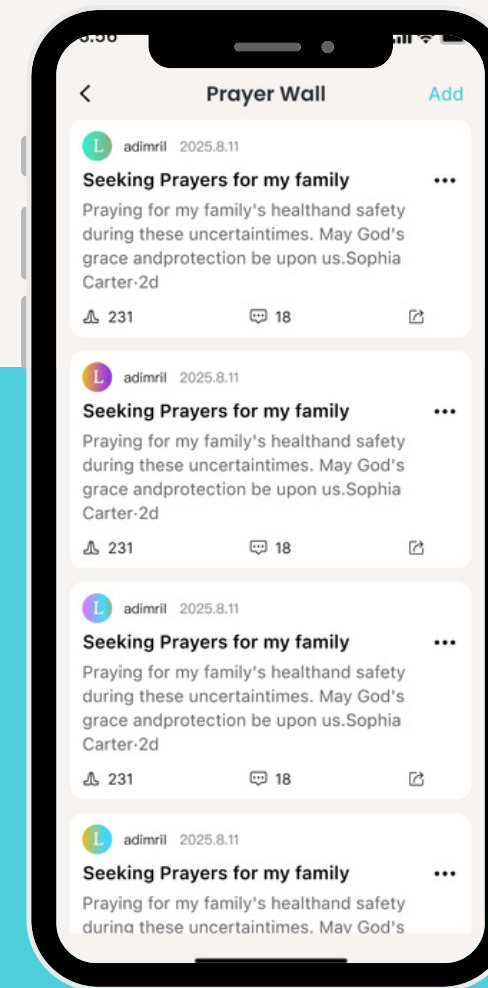 Prayer Wall Add
L adimril 2025.8.11
Seeking Prayers for my family
Praying for my family's healthand safety
during these uncertaintimes. May God's
grace andprotection be upon us.Sophia
Carter·2d
231 18
L adimril 2025.8.11
Seeking Prayers for my family
Praying for my family's healthand safety
during these uncertaintimes. May God's
grace andprotection be upon us.Sophia
Carter·2d
231 18
L adimril 2025.8.11
Seeking Prayers for my family
Praying for my family's healthand safety
during these uncertaintimes. May God's
grace andprotection be upon us.Sophia
Carter·2d
231 18
L adimril 2025.8.11
Seeking Prayers for my family
Praying for my family's healthand safety
during these uncertaintimes. May God's